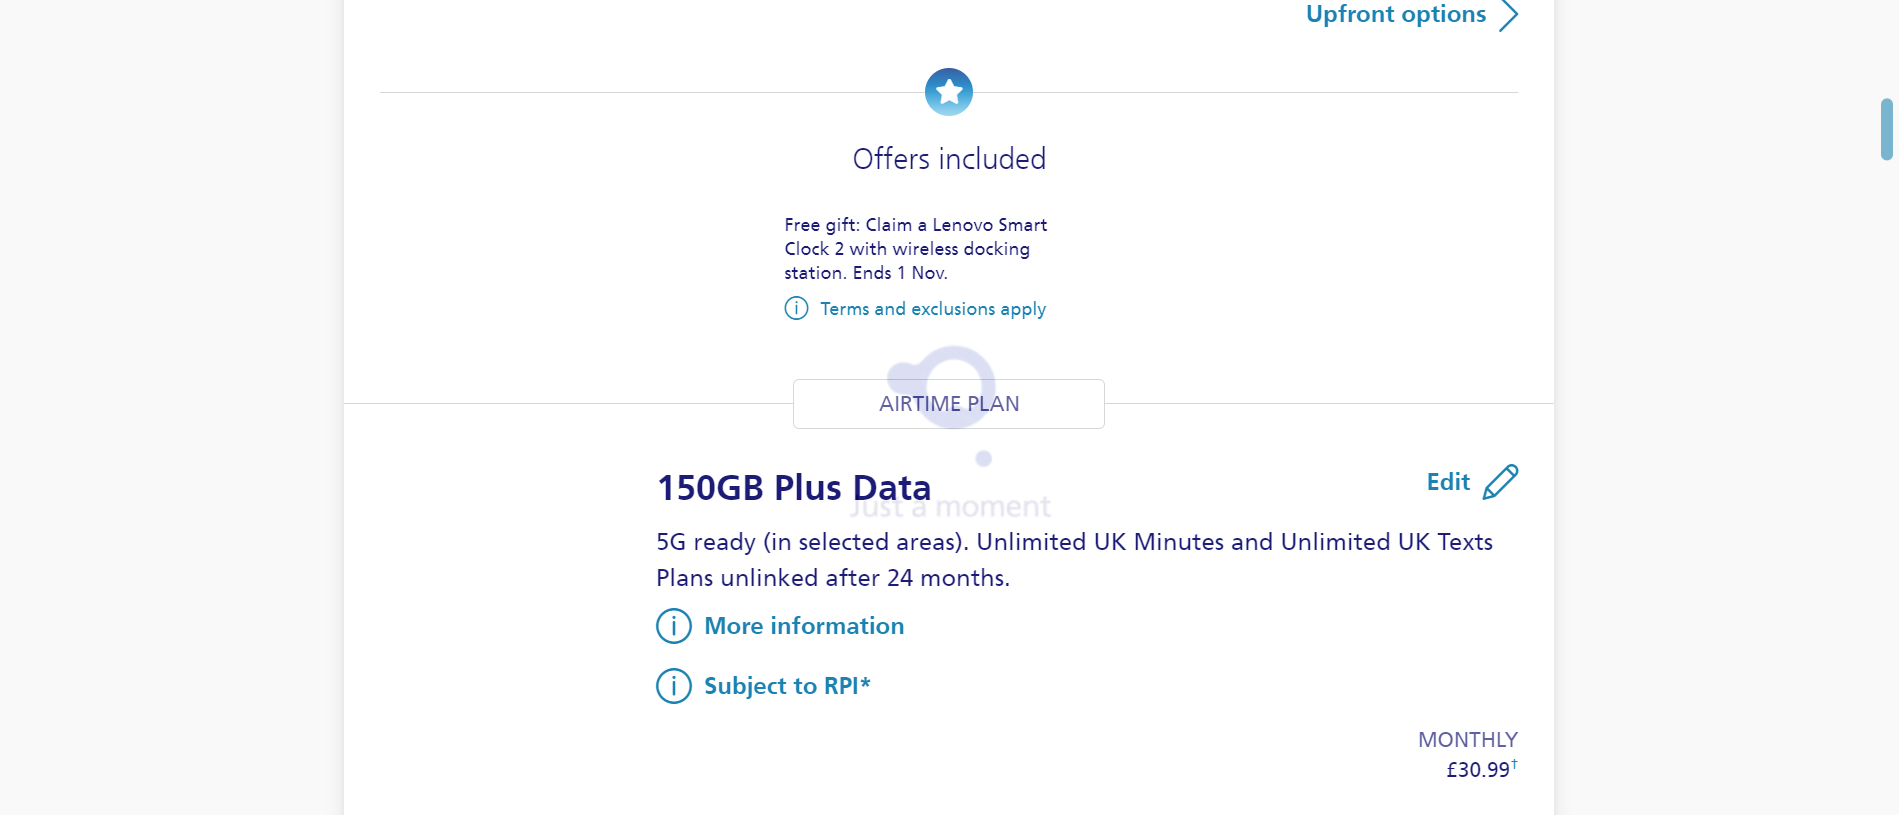 Upfront options
Offers included
Free gift: Claim a Lenovo Smart
Clock 2 with wireless docking
station. Ends 1 Nov.
Terms and exclusions apply
AIRTIME PLAN
150GB Plus Data
Edit
Just a moment
5G ready (in selected areas). Unlimited UK Minutes and Unlimited UK Texts
Plans unlinked after 24 months.
More information
Subject to RPI*
MONTHLY
£30.99†